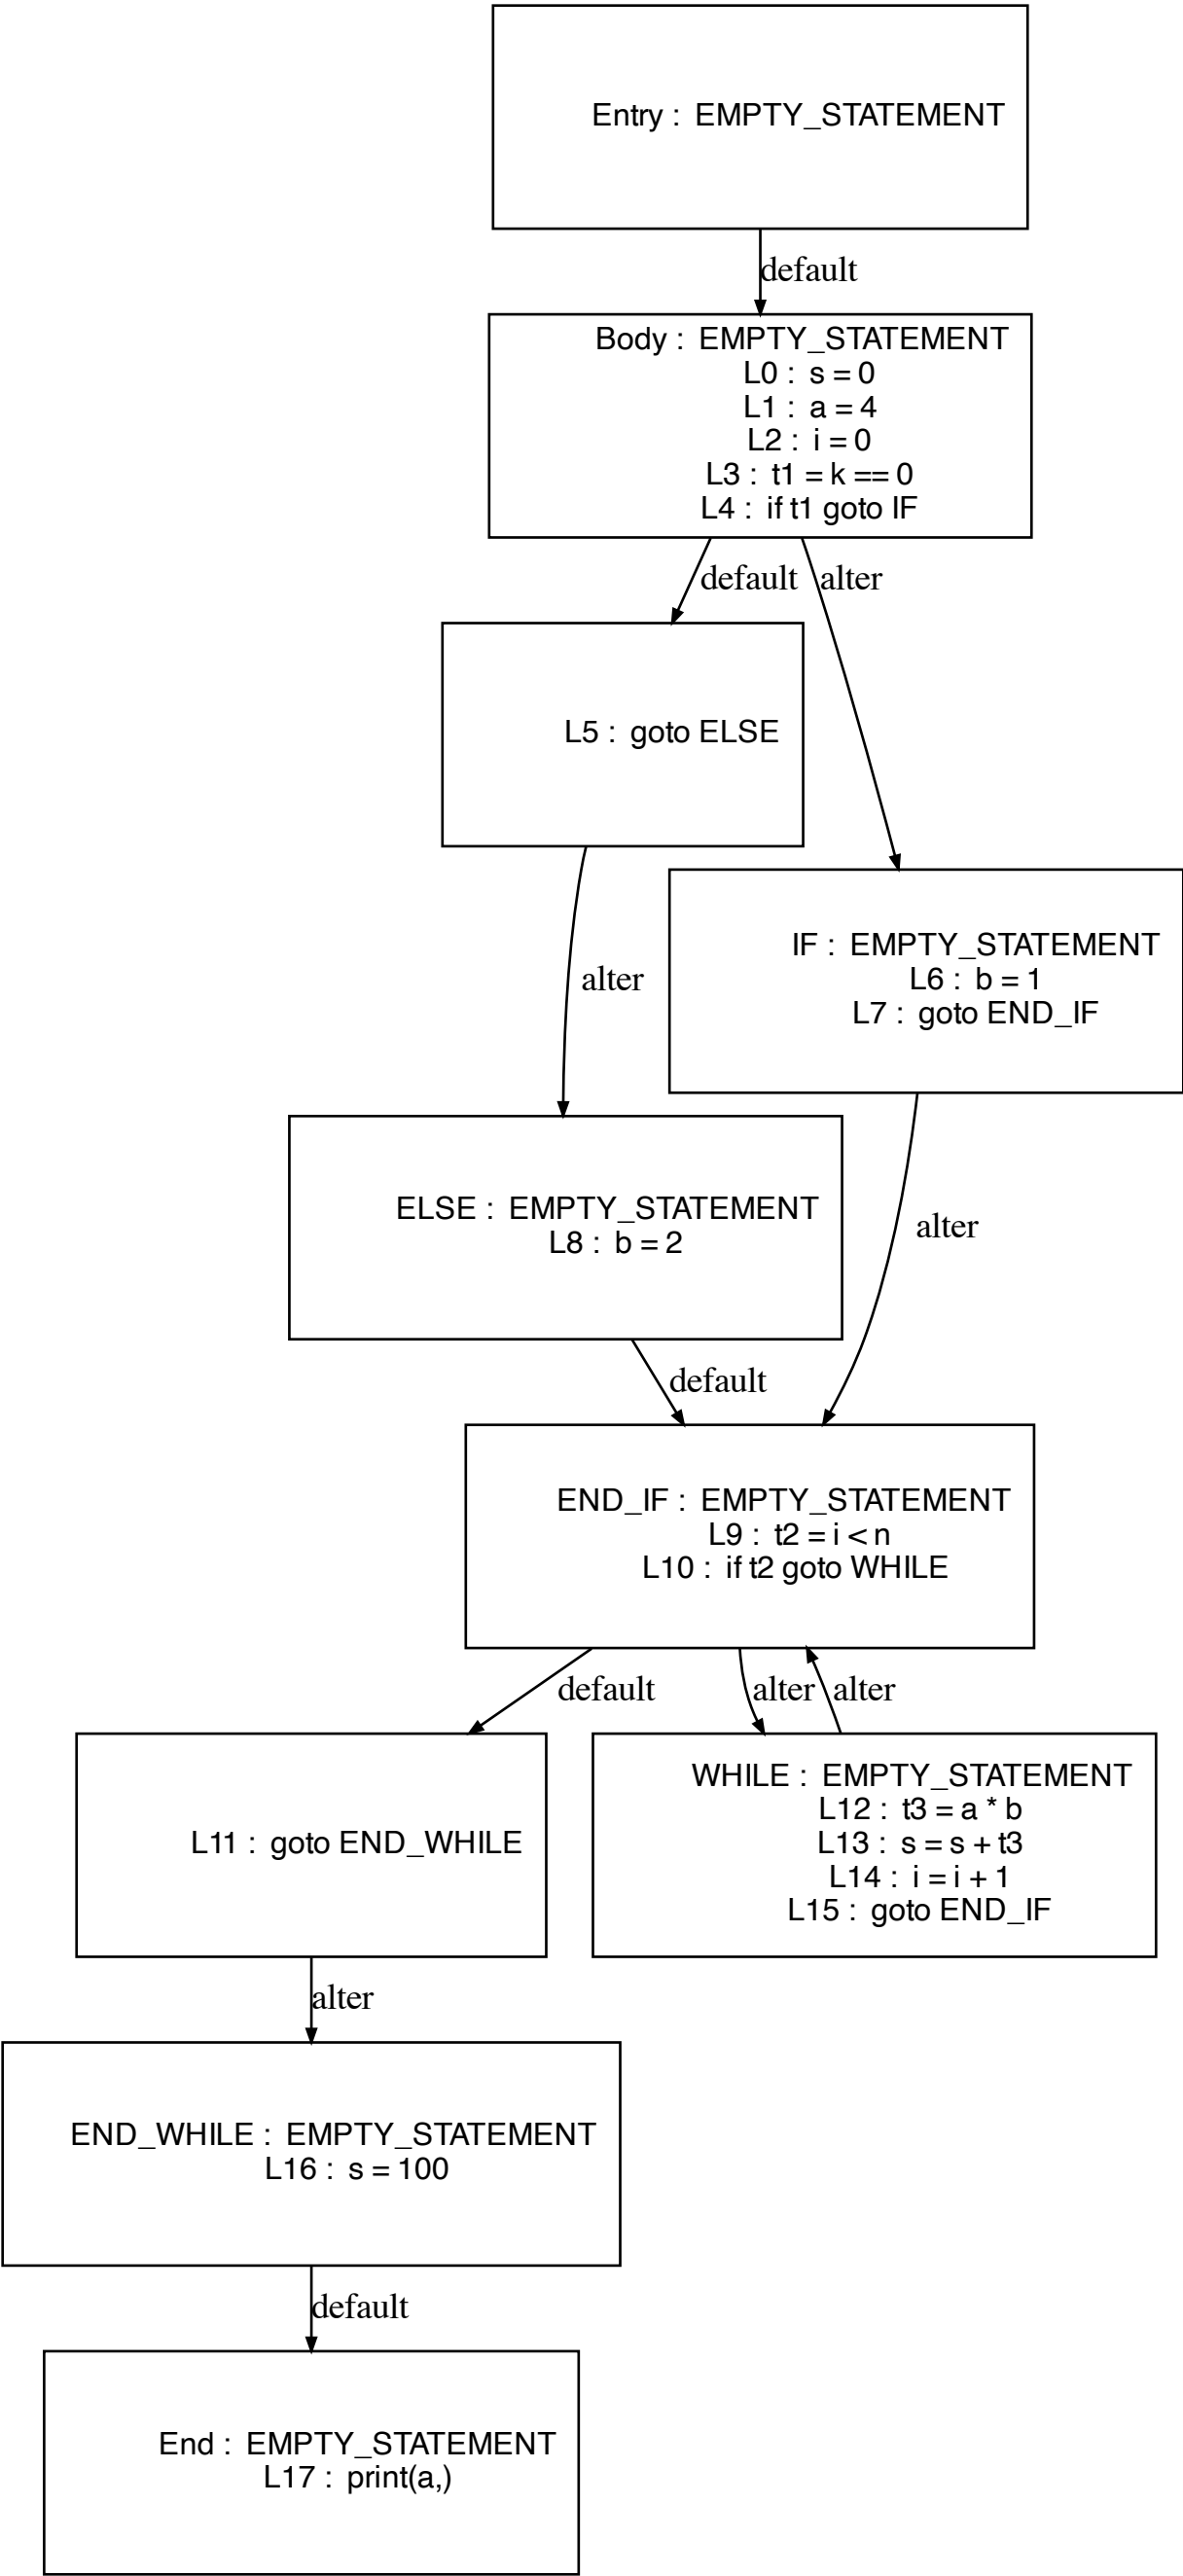 Entry : EMPTY_STATEMENT
default
Body : EMPTY_STATEMENT
L0 : s = 0
L1 : a = 4
L2 : i = 0
L3 : t1 = k == 0
L4 : if t1 goto IF
default
alter
L5 : goto ELSE
IF : EMPTY_STATEMENT
L6 : b = 1
L7 : goto END_IF
alter
ELSE : EMPTY_STATEMENT
L8 : b = 2
alter
default
END_IF : EMPTY_STATEMENT
L9 : t2 = i < n
L10 : if t2 goto WHILE
default
alter
alter
WHILE : EMPTY_STATEMENT
L12 : t3 = a * b
L13 : s = s + t3
L14 : i = i + 1
L15 : goto END_IF
L11 : goto END_WHILE
alter
END_WHILE : EMPTY_STATEMENT
L16 : s = 100
default
End : EMPTY_STATEMENT
L17 : print(a,)